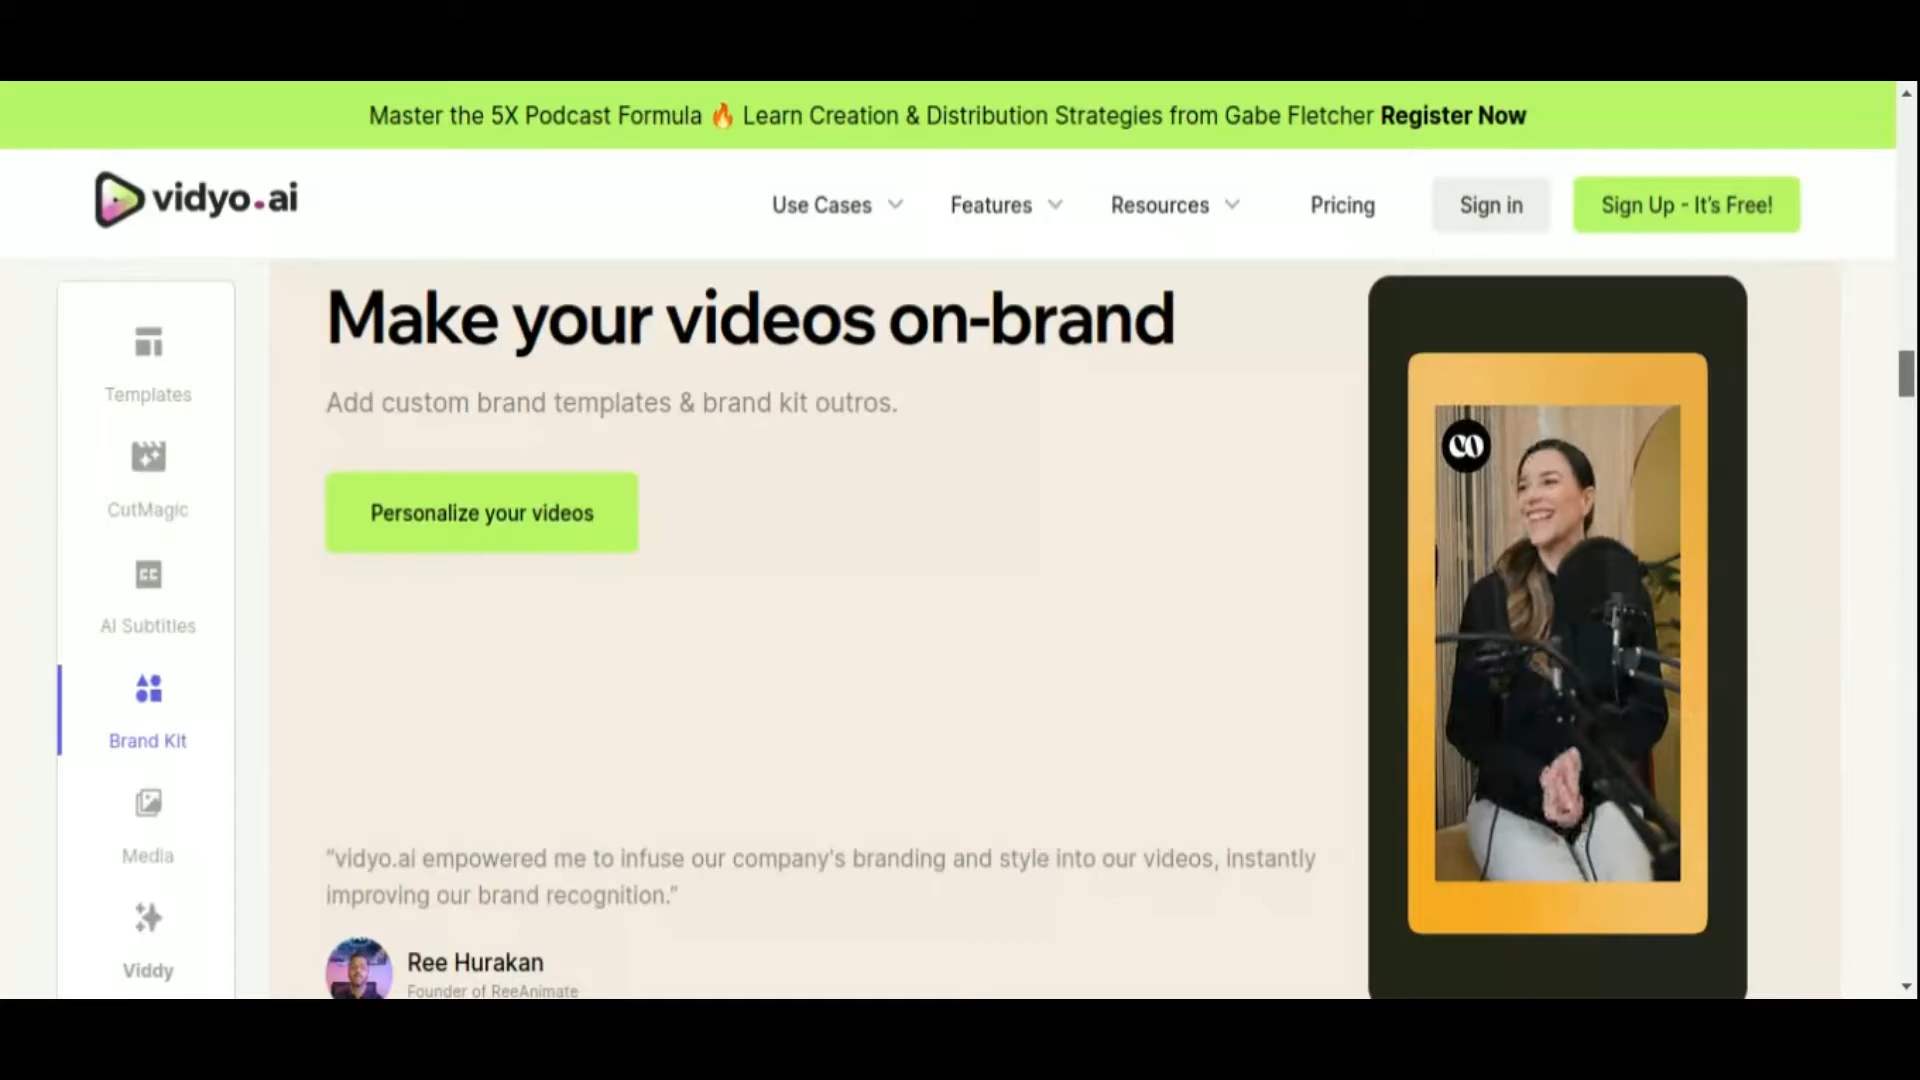 Master the 5X Podcast Formula 🔥 Learn Creation & Distribution Strategies from Gabe Fletcher Register Now
vidyo.ai
Use Cases
Features
Resources
Pricing
Sign in
Sign Up - It's Free!
Templates
CutMagic
AI Subtitles
Brand Kit
Media
Viddy
Make your videos on-brand
Add custom brand templates & brand kit outros.
Personalize your videos
CO
"vidyo.ai empowered me to infuse our company's branding and style into our videos, instantly
improving our brand recognition."
Ree Hurakan
Founder of ReeAnimate